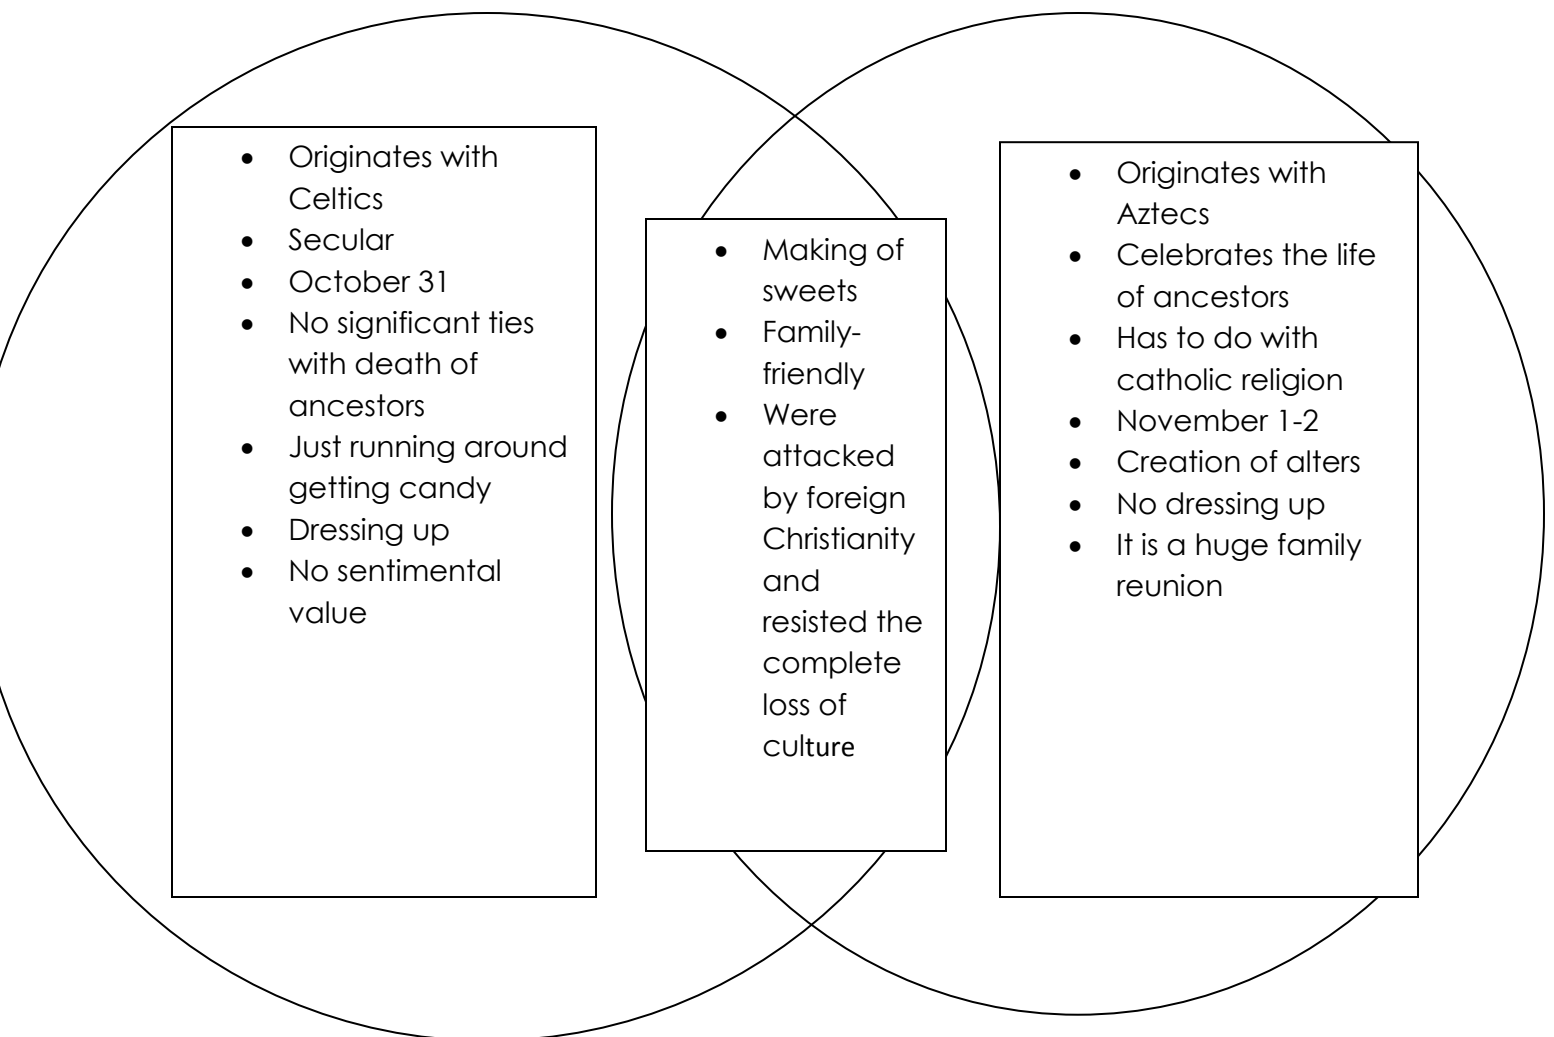 • Originates with
Celtics
• Secular
• October 31
• No significant ties
with death of
ancestors
• Just running around
getting candy
• Dressing up
• No sentimental
value
• Making of
sweets
• Family-
friendly
• Were
attacked
by foreign
Christianity
and
resisted the
complete
loss of
culture
• Originates with
Aztecs
• Celebrates the life
of ancestors
• Has to do with
catholic religion
• November 1-2
• Creation of alters
• No dressing up
• It is a huge family
reunion